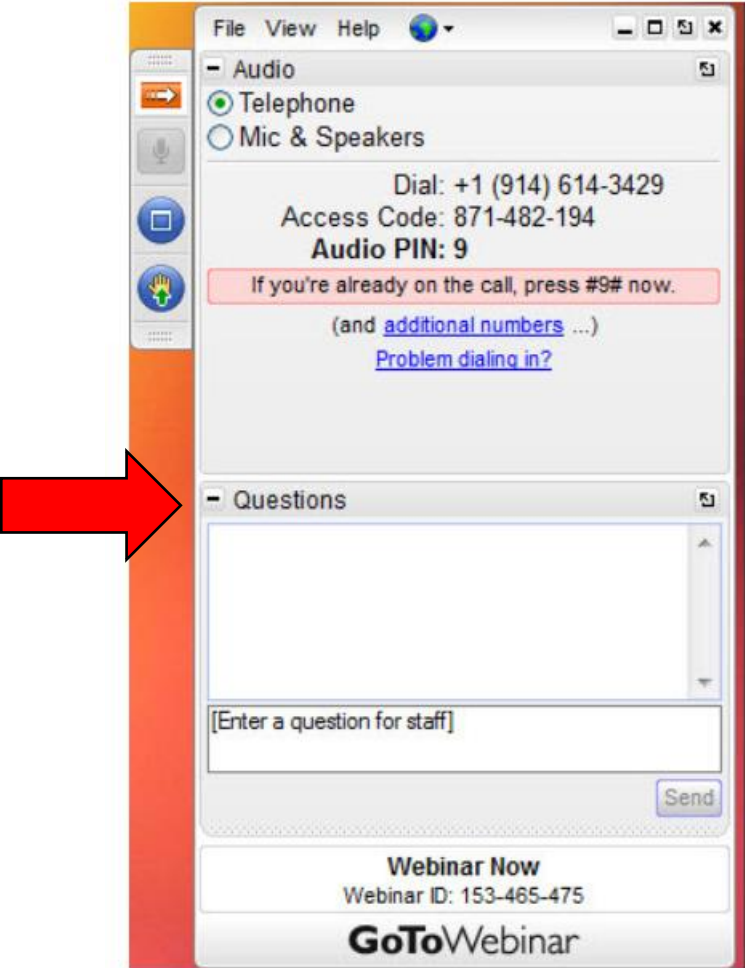 File View Help
Audio
Telephone
Mic & Speakers
Dial: +1 (914) 614-3429
Access Code: 871-482-194
Audio PIN: 9
If you're already on the call, press #9# now.
(and additional numbers ...)
Problem dialing in?
Questions
[Enter a question for staff]
Send
Webinar Now
Webinar ID: 153-465-475
GoToWebinar